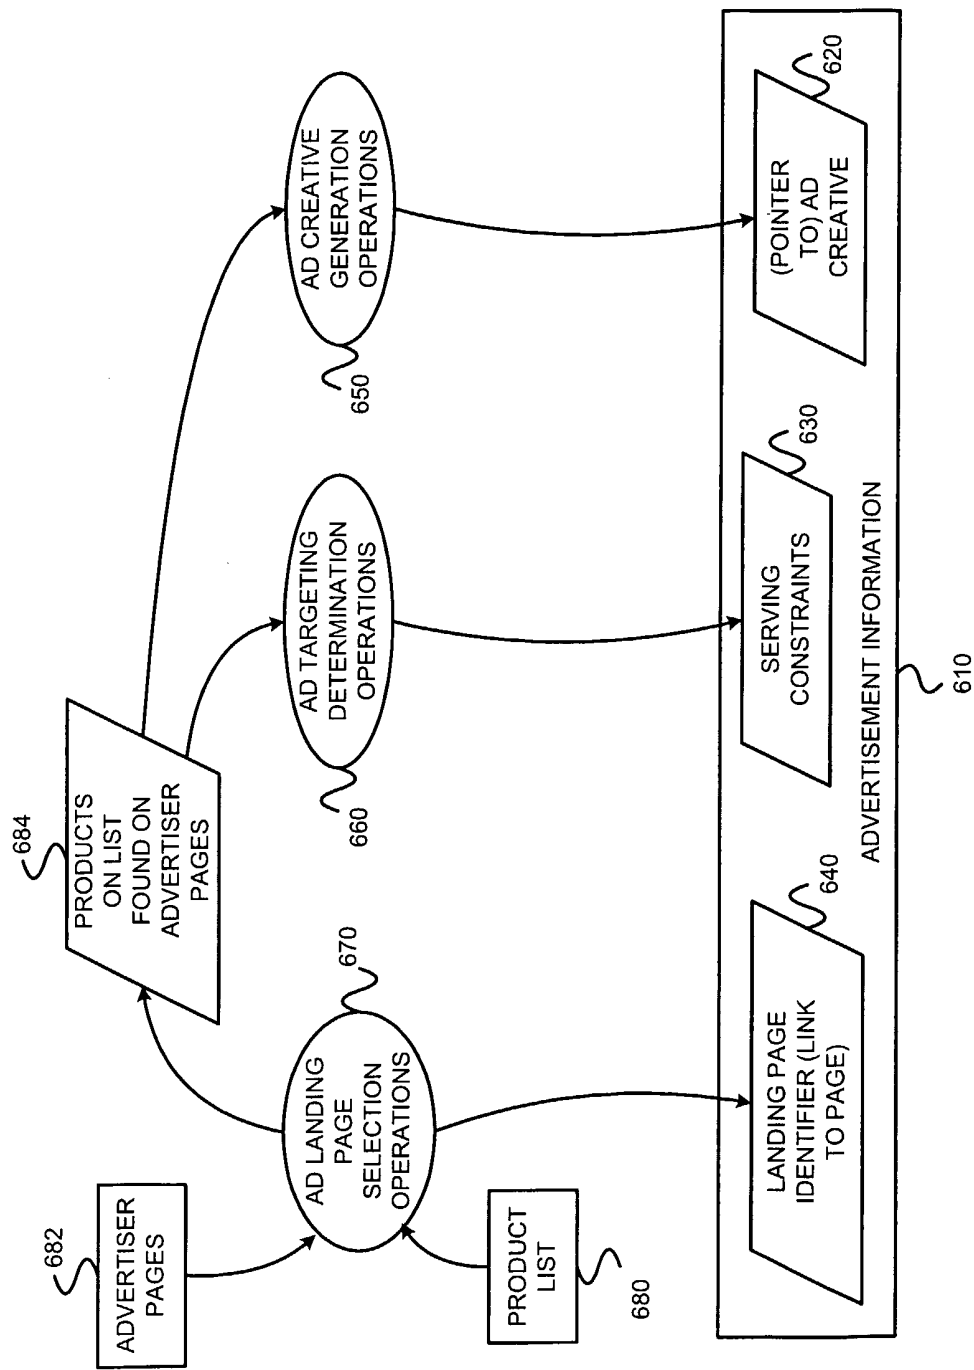 682
ADVERTISER
PAGES
PRODUCT
LIST
680
AD LANDING
PAGE
SELECTION
OPERATIONS
670
684
PRODUCTS
ON LIST
FOUND ON
ADVERTISER
PAGES
AD TARGETING
DETERMINATION
OPERATIONS
660
AD CREATIVE
GENERATION
OPERATIONS
650
LANDING PAGE
IDENTIFIER (LINK
TO PAGE)
640
SERVING
CONSTRAINTS
630
(POINTER
TO) AD
CREATIVE
620
ADVERTISEMENT INFORMATION
610